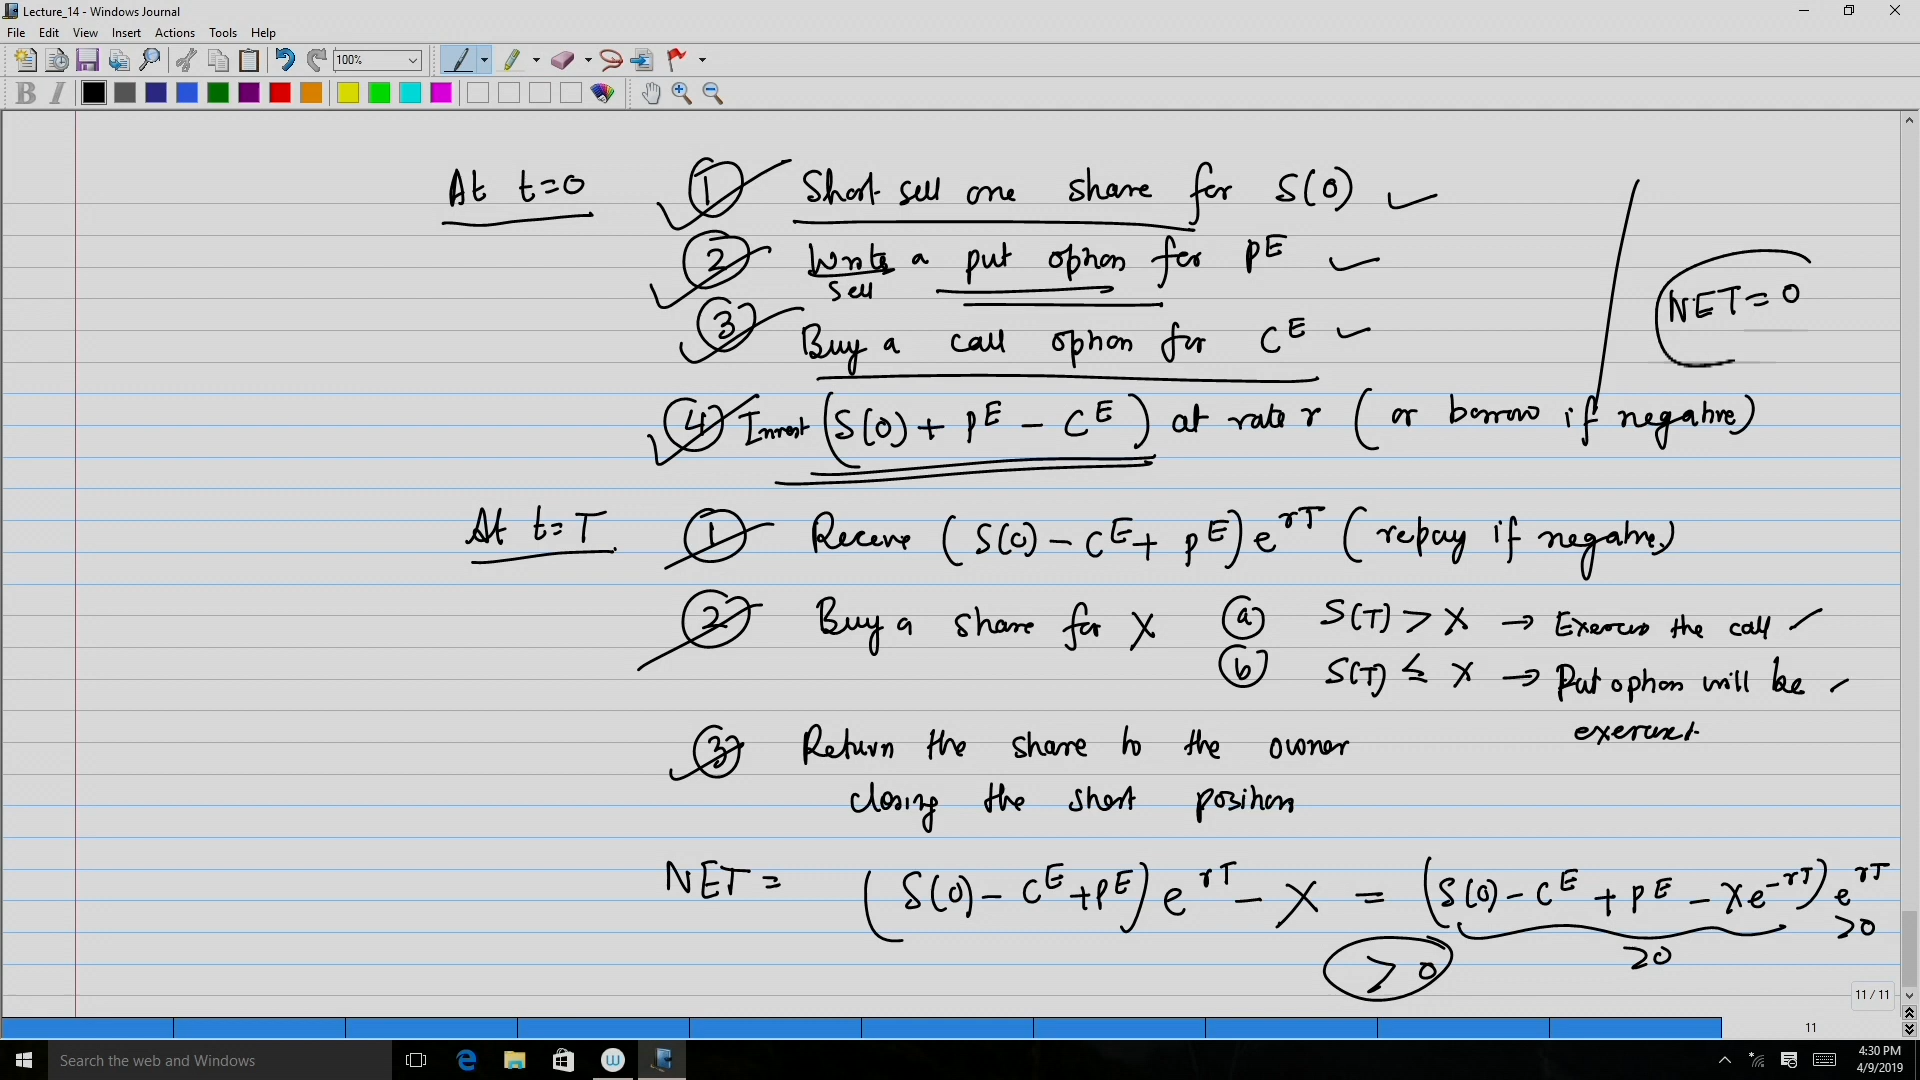 Lecture_14 - Windows Journal
File Edit View Insert Actions Tools Help
100%
B I
At t=0 1 Short sell one share for S(0) ✓
2 Write a put option for P^E ✓
Sell
3 Buy a call option for C^E ✓
NET = 0
4 Invest (S(0) + P^E - C^E) at rate r (or borrow if negative)
At t=T 1 Receive (S(0) - C^E + P^E) e^rT (repay if negative)
2 Buy a share for X a S(T) > X → Exercise the call ✓
b S(T) ≤ X → Put option will be ✓
exercised.
3 Return the share to the owner
closing the short position
NET = (S(0) - C^E + P^E) e^rT - X = (S(0) - C^E + P^E - Xe^-rT) e^rT
>0
>0
> 0
11 / 11
11
Search the web and Windows
4:30 PM
4/9/2019